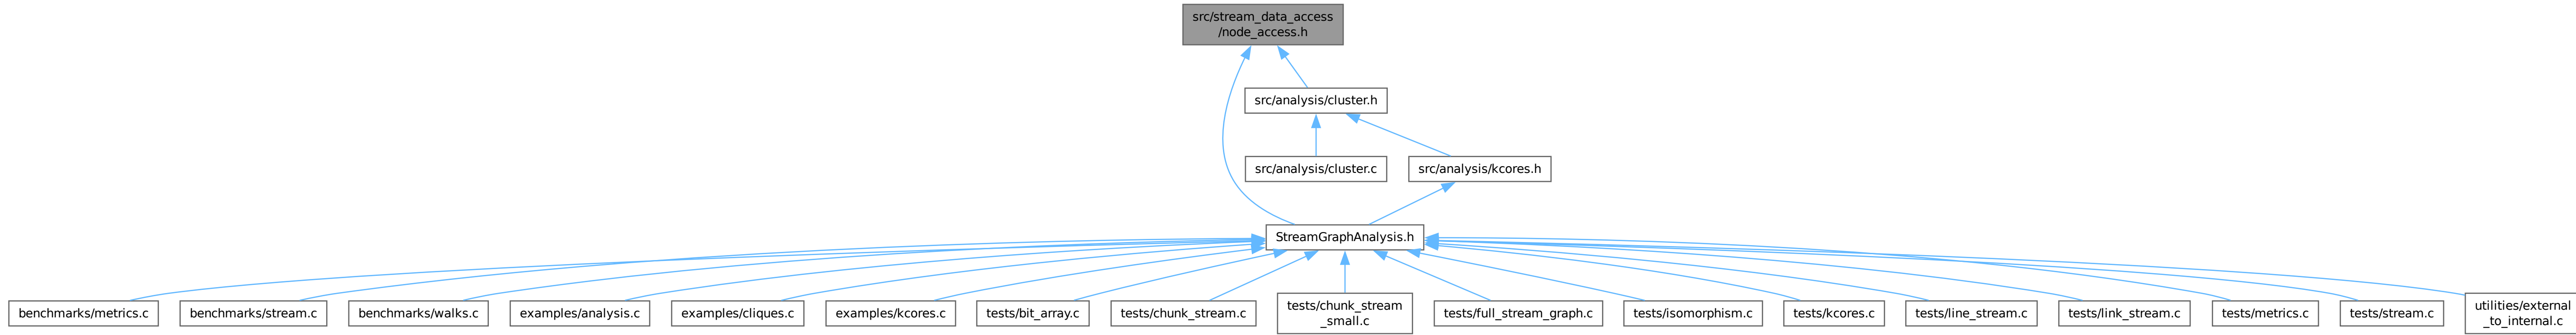 src/stream_data_access
/node_access.h
src/analysis/cluster.h
src/analysis/cluster.c
src/analysis/kcores.h
StreamGraphAnalysis.h
benchmarks/metrics.c
benchmarks/stream.c
benchmarks/walks.c
examples/analysis.c
examples/cliques.c
examples/kcores.c
tests/bit_array.c
tests/chunk_stream.c
tests/chunk_stream
_small.c
tests/full_stream_graph.c
tests/isomorphism.c
tests/kcores.c
tests/line_stream.c
tests/link_stream.c
tests/metrics.c
tests/stream.c
utilities/external
_to_internal.c